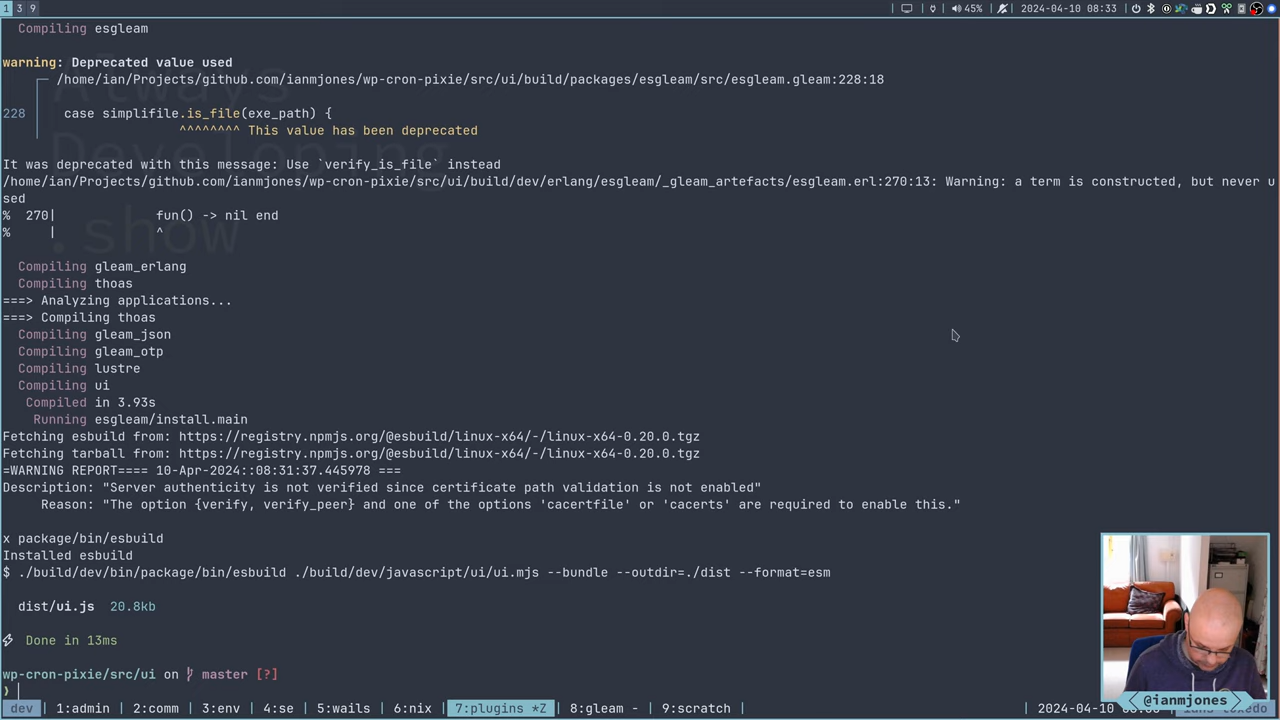 1 3 9 45% 2024-04-10 08:33
Compiling esgleam
warning: Deprecated value used
/home/ian/Projects/github.com/ianmjones/wp-cron-pixie/src/ui/build/packages/esgleam/src/esgleam.gleam:228:18
Always
228 case simplifile.is_file(exe_path) {
^^^^^^^^ This value has been deprecated
Developing
It was deprecated with this message: Use `verify_is_file` instead
/home/ian/Projects/github.com/ianmjones/wp-cron-pixie/src/ui/build/dev/erlang/esgleam/_gleam_artefacts/esgleam.erl:270:13: Warning: a term is constructed, but never u
sed
% 270| fun() -> nil end
% | ^
.show
Compiling gleam_erlang
Compiling thoas
===> Analyzing applications...
===> Compiling thoas
Compiling gleam_json
Compiling gleam_otp
Compiling lustre
Compiling ui
Compiled in 3.93s
Running esgleam/install.main
Fetching esbuild from: https://registry.npmjs.org/@esbuild/linux-x64/-/linux-x64-0.20.0.tgz
Fetching tarball from: https://registry.npmjs.org/@esbuild/linux-x64/-/linux-x64-0.20.0.tgz
=WARNING REPORT==== 10-Apr-2024::08:31:37.445978 ===
Description: "Server authenticity is not verified since certificate path validation is not enabled"
Reason: "The option {verify, verify_peer} and one of the options 'cacertfile' or 'cacerts' are required to enable this."
x package/bin/esbuild
Installed esbuild
$ ./build/dev/bin/package/bin/esbuild ./build/dev/javascript/ui/ui.mjs --bundle --outdir=./dist --format=esm
dist/ui.js 20.8kb
⚡ Done in 13ms
wp-cron-pixie/src/ui on master [?]
❯
@ianmjones
dev | 1:admin | 2:comm | 3:env | 4:se | 5:wails | 6:nix | 7:plugins *Z | 8:gleam - | 9:scratch | 2024-04-10